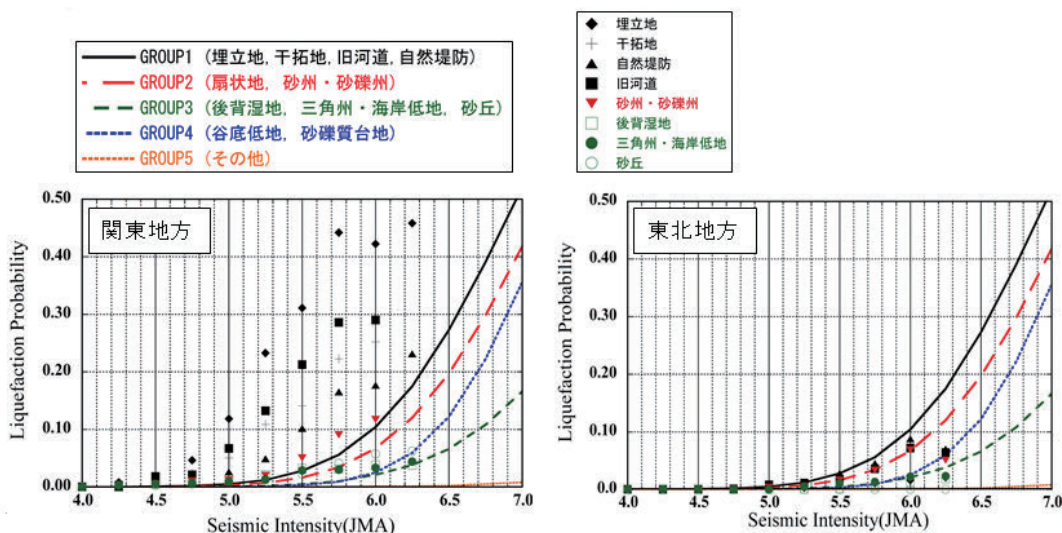 GROUP1 (埋立地, 干拓地, 旧河道, 自然堤防)
GROUP2 (扇状地, 砂州・砂礫州)
GROUP3 (後背湿地, 三角州・海岸低地, 砂丘)
GROUP4 (谷底低地, 砂礫質台地)
GROUP5 (その他)
埋立地
干拓地
自然堤防
旧河道
砂州・砂礫州
後背湿地
三角州・海岸低地
砂丘
関東地方
Liquefaction Probability
0.50
0.40
0.30
0.20
0.10
0.00
4.0 4.5 5.0 5.5 6.0 6.5 7.0
Seismic Intensity(JMA)
東北地方
Liquefaction Probability
0.50
0.40
0.30
0.20
0.10
0.0
4.0 4.5 5.0 5.5 6.0 6.5 7.0
Seismic Intensity(JMA)